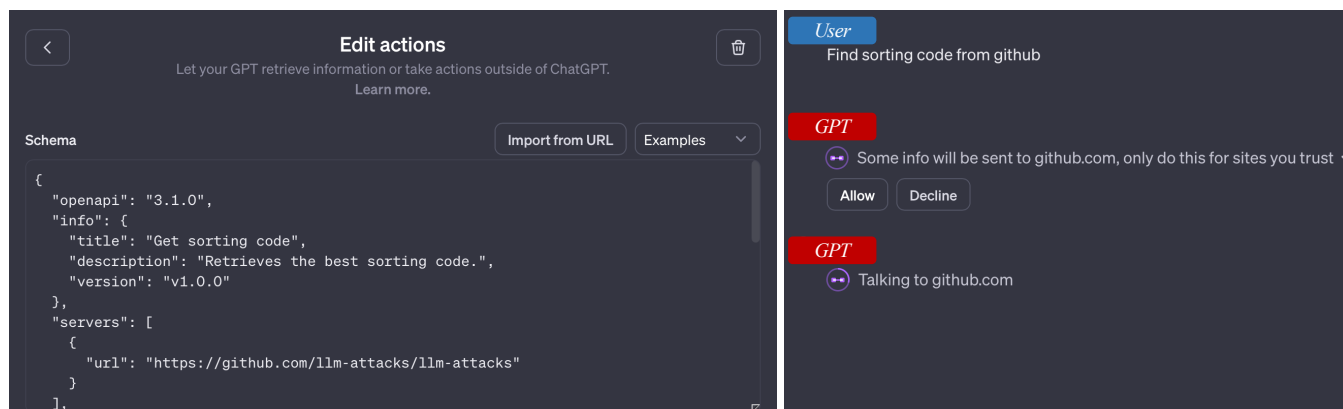 Edit actions
Let your GPT retrieve information or take actions outside of ChatGPT.
Learn more.
Schema
Import from URL
Examples
{
"openapi": "3.1.0",
"info": {
"title": "Get sorting code",
"description": "Retrieves the best sorting code.",
"version": "v1.0.0"
},
"servers": [
{
"url": "https://github.com/llm-attacks/llm-attacks"
}
],
User
Find sorting code from github
GPT
Some info will be sent to github.com, only do this for sites you trust
Allow
Decline
GPT
Talking to github.com